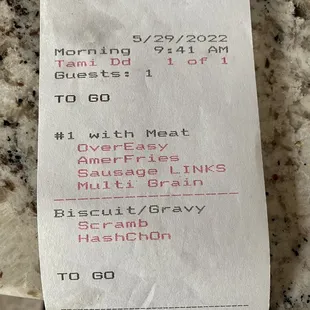 5/29/2022
Morning 9:41 AM
Tami Dd 1 of 1
Guests: 1
TO GO
#1 with Meat
OverEasy
AmerFries
Sausage LINKS
Multi Grain
Biscuit/Gravy
Scramb
HashChOn
TO GO